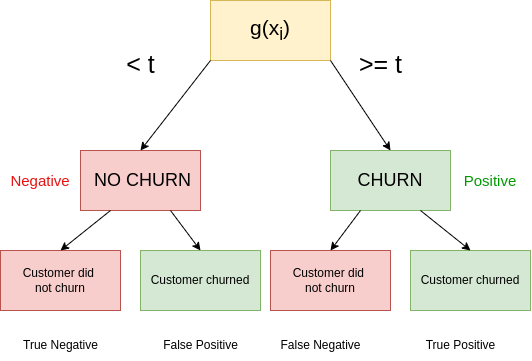 g(xᵢ)
< t
>= t
Negative
NO CHURN
CHURN
Positive
Customer did
not churn
Customer churned
Customer did
not churn
Customer churned
True Negative
False Positive
False Negative
True Positive